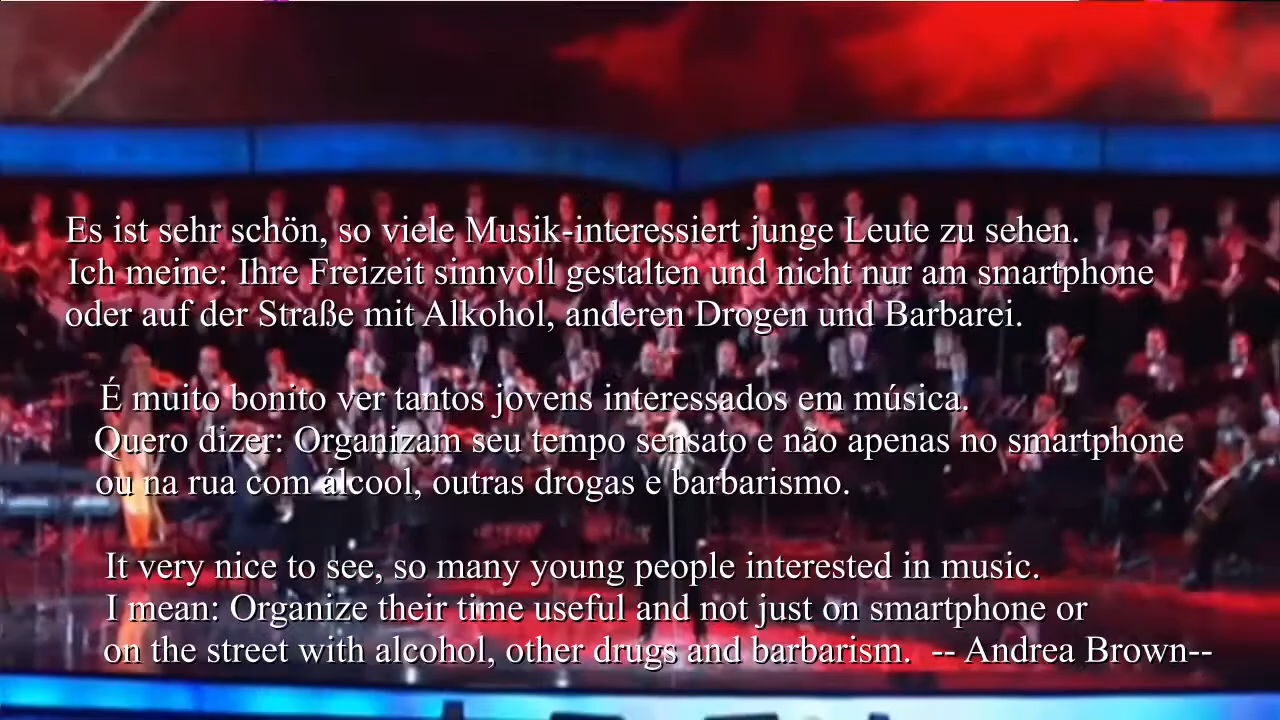 Es ist sehr schön, so viele Musik-interessiert junge Leute zu sehen.
Ich meine: Ihre Freizeit sinnvoll gestalten und nicht nur am smartphone
oder auf der Straße mit Alkohol, anderen Drogen und Barbarei.
É muito bonito ver tantos jovens interessados em música.
Quero dizer: Organizam seu tempo sensato e não apenas no smartphone
ou na rua com álcool, outras drogas e barbarismo.
It very nice to see, so many young people interested in music.
I mean: Organize their time useful and not just on smartphone or
on the street with alcohol, other drugs and barbarism. -- Andrea Brown--